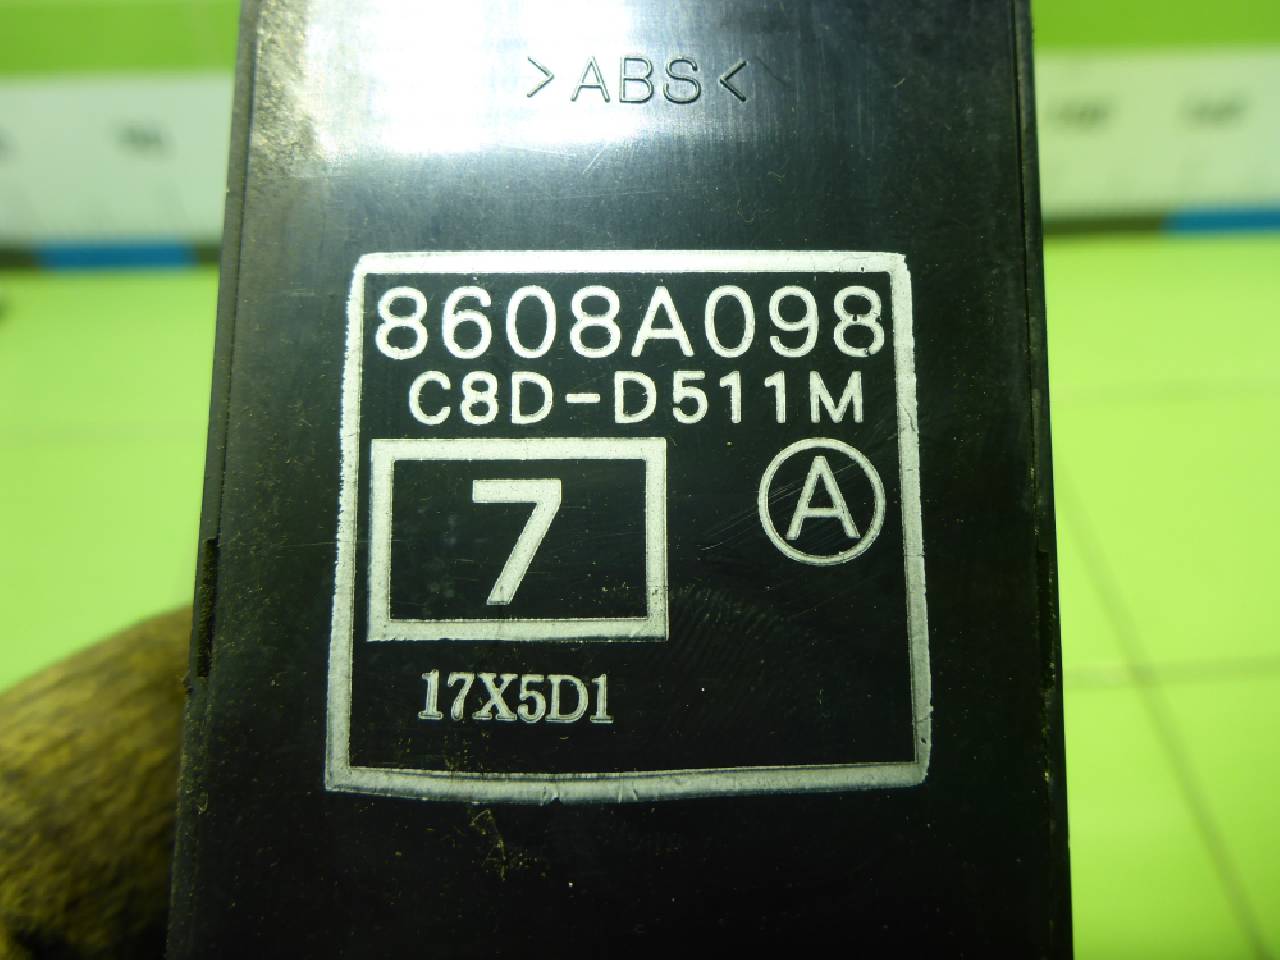 >ABS<
8608A098
C8D-D511M
7
A
17X5D1